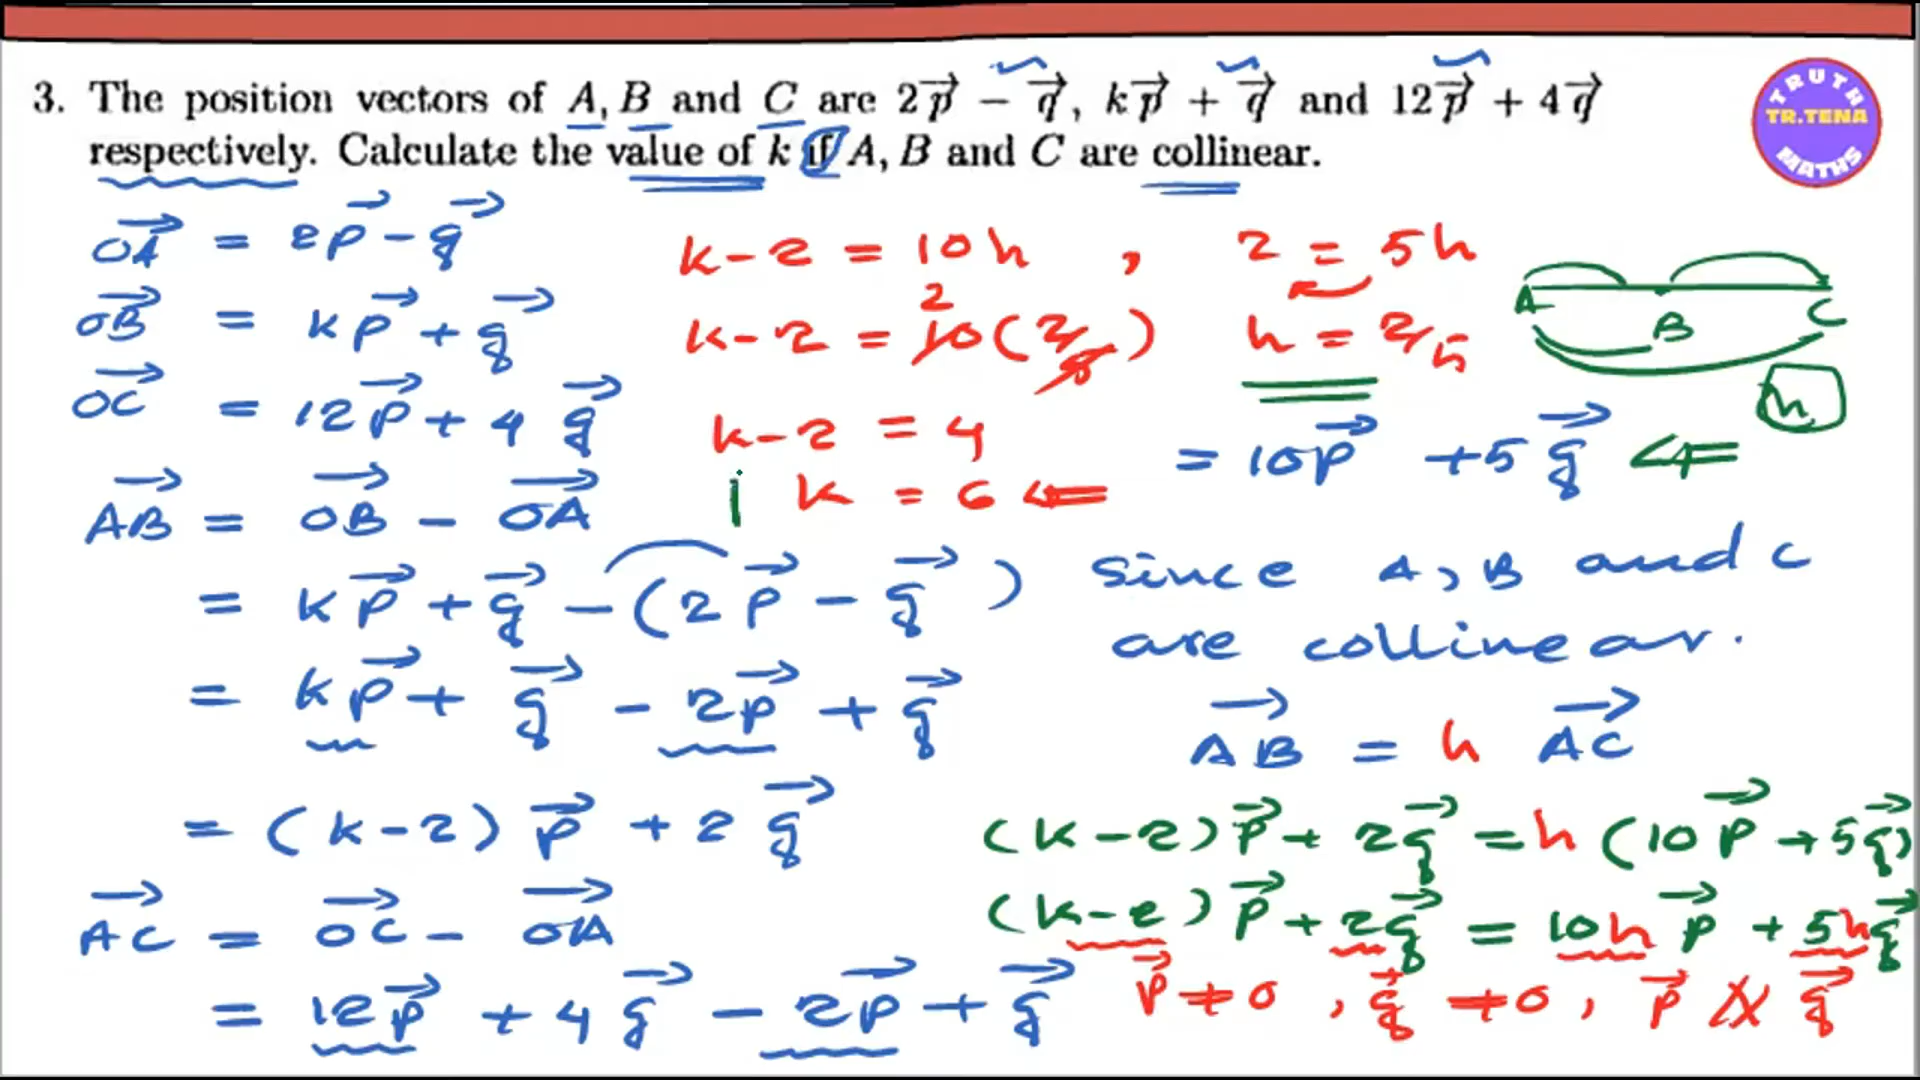 3. The position vectors of A, B and C are 2p⃗ − q⃗, kp⃗ + q⃗ and 12p⃗ + 4q⃗
respectively. Calculate the value of k if A, B and C are collinear.
TRUTH
TR.TENA
MATHS
OA⃗ = 2p⃗ − q⃗
OB⃗ = kp⃗ + q⃗
OC⃗ = 12p⃗ + 4q⃗
AB⃗ = OB⃗ − OA⃗
= kp⃗ + q⃗ − (2p⃗ − q⃗)
= kp⃗ + q⃗ − 2p⃗ + q⃗
= (k−2)p⃗ + 2q⃗
AC⃗ = OC⃗ − OA⃗
= 12p⃗ + 4q⃗ − 2p⃗ + q⃗
k−2 = 10h , 2 = 5h
2
k−2 = 10(2/5) h = 2/5
k−2 = 4
k = 6 ⇐
A B C
h
= 10p⃗ + 5q⃗ ⇐
since A, B and C
are collinear.
AB⃗ = h AC⃗
(k−2)p⃗ + 2q⃗ = h(10p⃗ + 5q⃗)
(k−2)p⃗ + 2q⃗ = 10hp⃗ + 5hq⃗
p⃗ ≠ 0, q⃗ ≠ 0, p⃗ ∦ q⃗